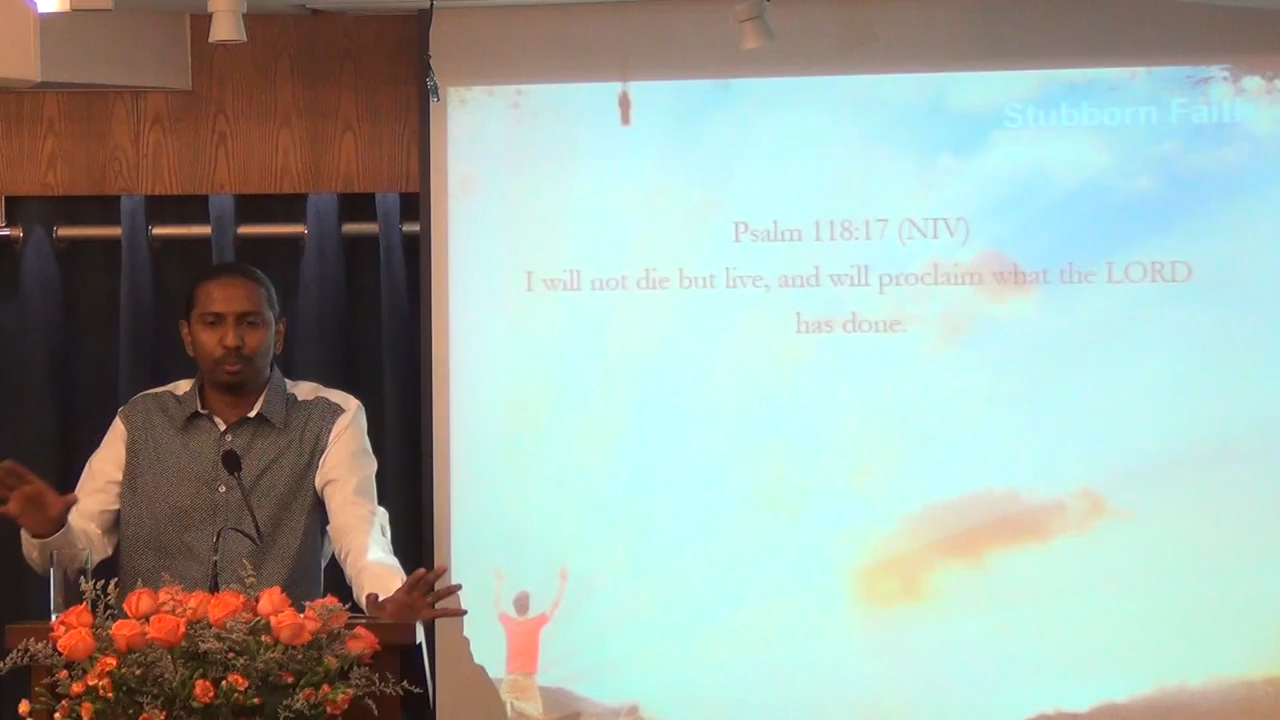 Stubborn Faith
Psalm 118:17 (NIV)
I will not die but live, and will proclaim what the LORD
has done.